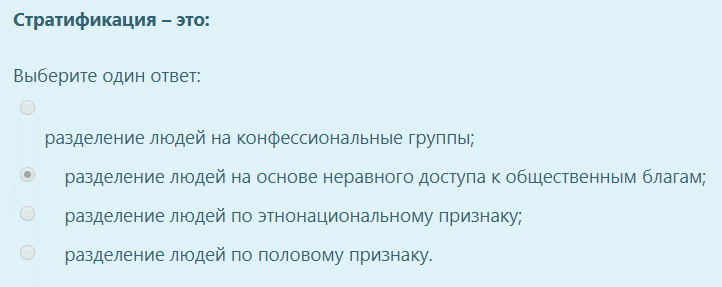 Стратификация – это:
Выберите один ответ:
разделение людей на конфессиональные группы;
разделение людей на основе неравного доступа к общественным благам;
разделение людей по этнонациональному признаку;
разделение людей по половому признаку.